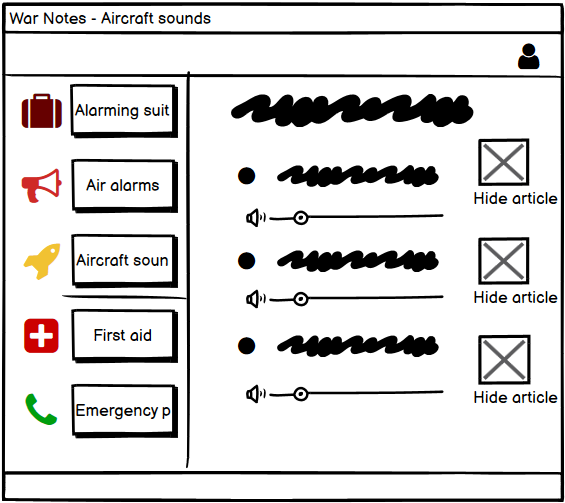 War Notes - Aircraft sounds
Alarming suit
Air alarms
Aircraft soun
First aid
Emergency p
Hide article
Hide article
Hide article